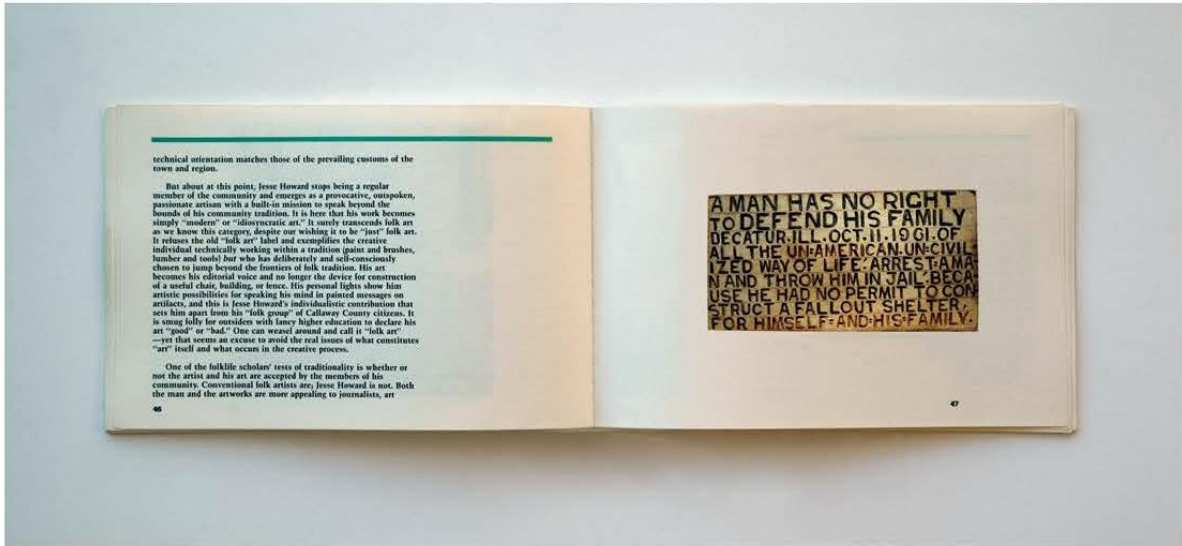 technical orientation matches those of the prevailing customs of the
town and region.
But about at this point, Jesse Howard stops being a regular
member of the community and emerges as a provocative, outspoken,
passionate artisan with a built-in mission to speak beyond the
bounds of his community tradition. It is here that his work becomes
simply “modern” or “idiosyncratic art.” It surely transcends folk art
as we know this category, despite our wishing it to be “just” folk art.
It refuses the old “folk art” label and exemplifies the creative
individual technically working within a tradition (paint and brushes,
lumber and tools) but who has deliberately and self-consciously
chosen to jump beyond the frontiers of folk tradition. His art
becomes his editorial voice and no longer the device for construction
of a useful chair, building, or fence. His personal lights show him
artistic possibilities for speaking his mind in painted messages on
artifacts, and this is Jesse Howard's individualistic contribution that
sets him apart from his “folk group” of Callaway County citizens. It
is smug folly for outsiders with fancy higher education to declare his
art “good” or “bad.” One can weasel around and call it “folk art”
—yet that seems an excuse to avoid the real issues of what constitutes
“art” itself and what occurs in the creative process.
One of the folklife scholars' tests of traditionality is whether or
not the artist and his art are accepted by the members of his
community. Conventional folk artists are; Jesse Howard is not. Both
the man and the artworks are more appealing to journalists, art
46
A MAN HAS NO RIGHT
TO DEFEND HIS FAMILY
DECATUR. ILL. OCT. 11. 1961. OF
ALL THE UN=AMERICAN. UN=CIVIL=
IZED WAY OF LIFE. ARREST=A MA-
N AND THROW HIM IN JAIL. BECA-
USE HE HAD NO PERMIT TO CON-
STRUCT A FALLOUT SHELTER,
FOR HIMSELF=AND=HIS=FAMILY.
47